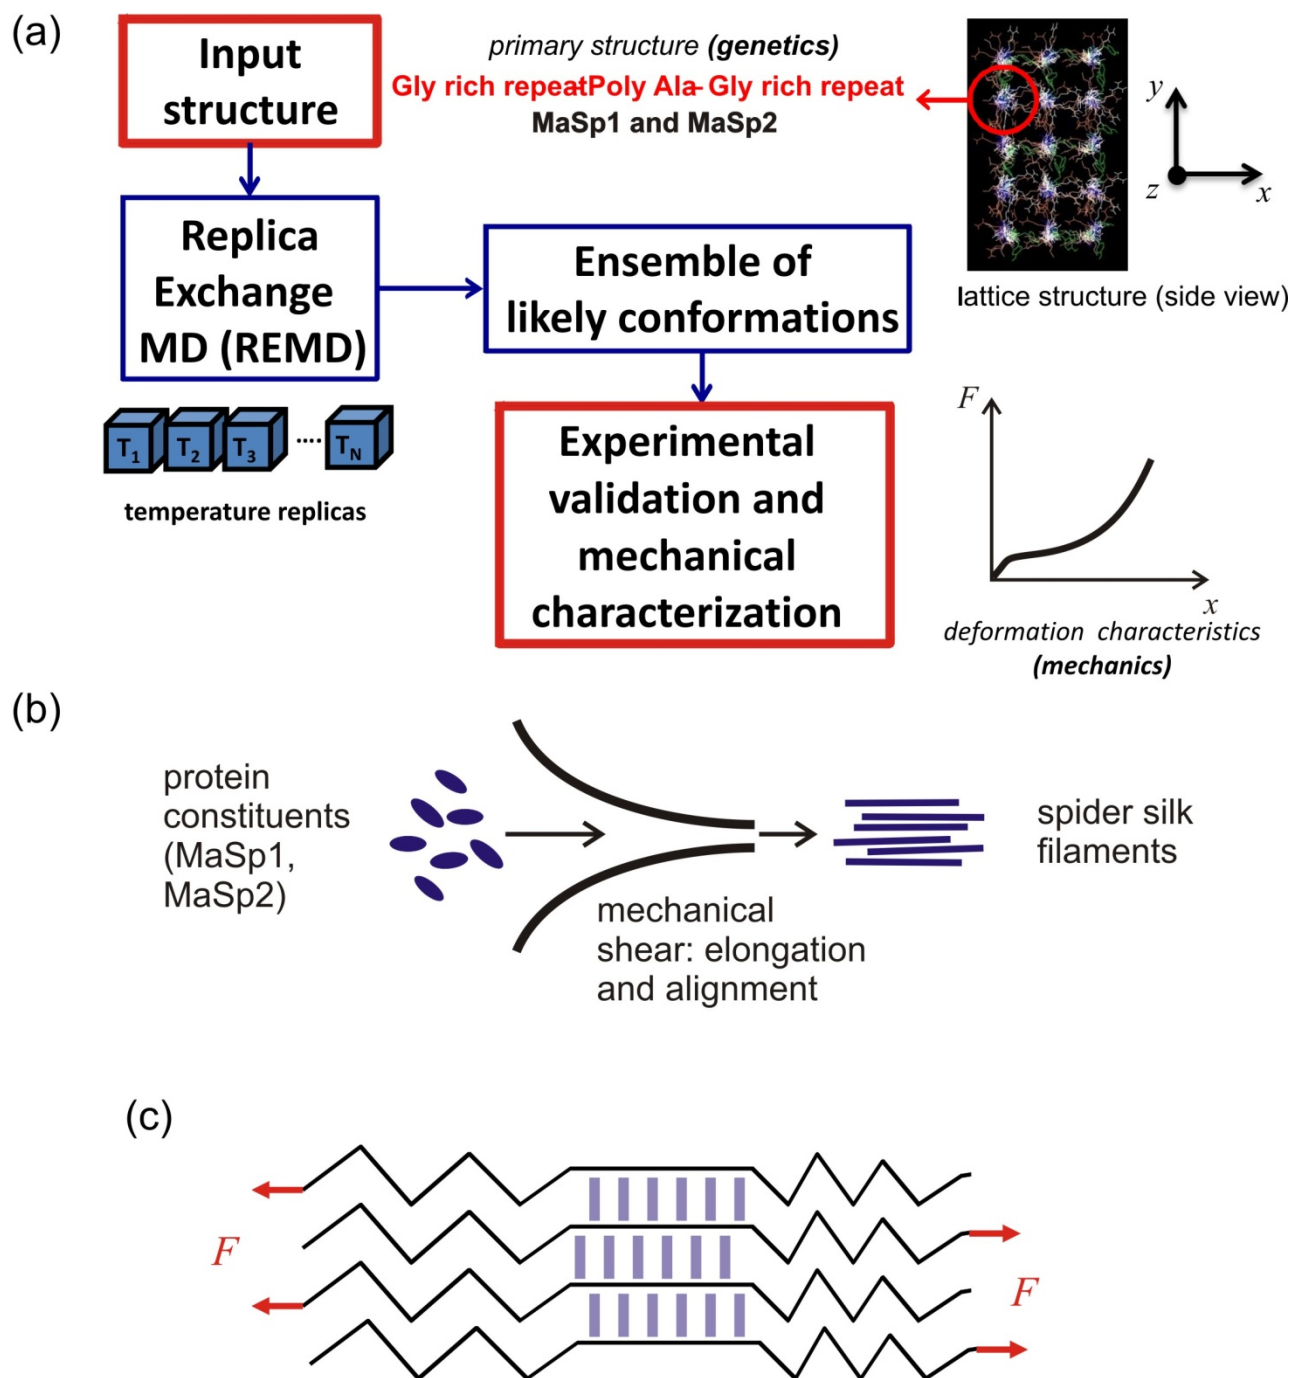 (a)
Input
structure
primary structure (genetics)
Gly rich repeat-Poly Ala- Gly rich repeat
MaSp1 and MaSp2
y
z
x
lattice structure (side view)
Replica
Exchange
MD (REMD)
Ensemble of
likely conformations
T1 T2 T3 .... TN
temperature replicas
Experimental
validation and
mechanical
characterization
F
x
deformation characteristics
(mechanics)
(b)
protein
constituents
(MaSp1,
MaSp2)
mechanical
shear: elongation
and alignment
spider silk
filaments
(c)
F
F